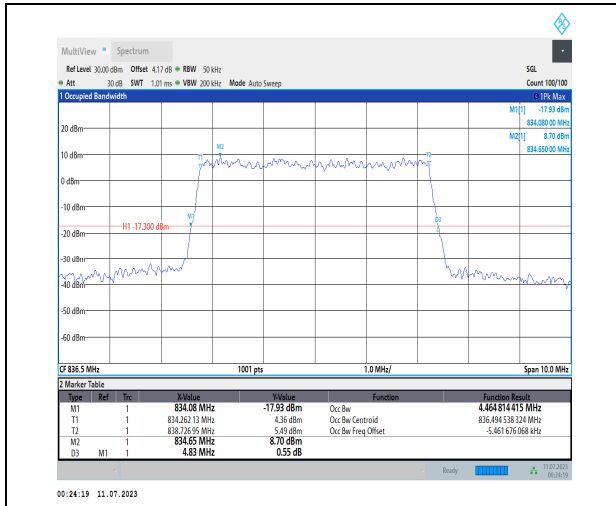 MultiView Spectrum
Ref Level 30.00 dBm Offset 4.17 dB RBW 50 kHz SGL
Att 30 dB SWT 1.01 ms VBW 200 kHz Mode Auto Sweep Count 100/100
1 Occupied Bandwidth 1Pk Max
M1[1] -17.93 dBm
834.080 00 MHz
M2[1] 8.70 dBm
834.650 00 MHz
20 dBm
M2
T1 T2
10 dBm
0 dBm
-10 dBm
M1
H1 -17.300 dBm
D3
-20 dBm
-30 dBm
-40 dBm
-50 dBm
-60 dBm
CF 836.5 MHz 1001 pts 1.0 MHz/ Span 10.0 MHz
2 Marker Table
Type Ref Trc X-Value Y-Value Function Function Result
M1 1 834.08 MHz -17.93 dBm Occ Bw 4.464 814 415 MHz
T1 1 834.262 13 MHz 4.36 dBm Occ Bw Centroid 836.494 538 324 MHz
T2 1 838.726 95 MHz 5.49 dBm Occ Bw Freq Offset -5.461 676 068 kHz
M2 1 834.65 MHz 8.70 dBm
D3 M1 1 4.83 MHz 0.55 dB
Ready 11.07.2023
00:24:19
00:24:19 11.07.2023